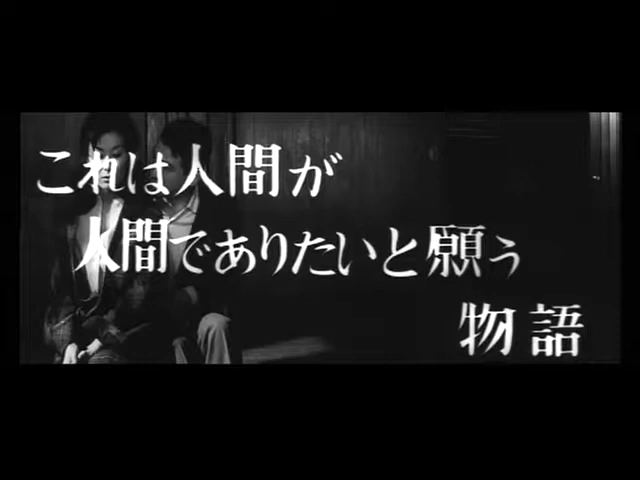 これは人間が
人間でありたいと願う
物語